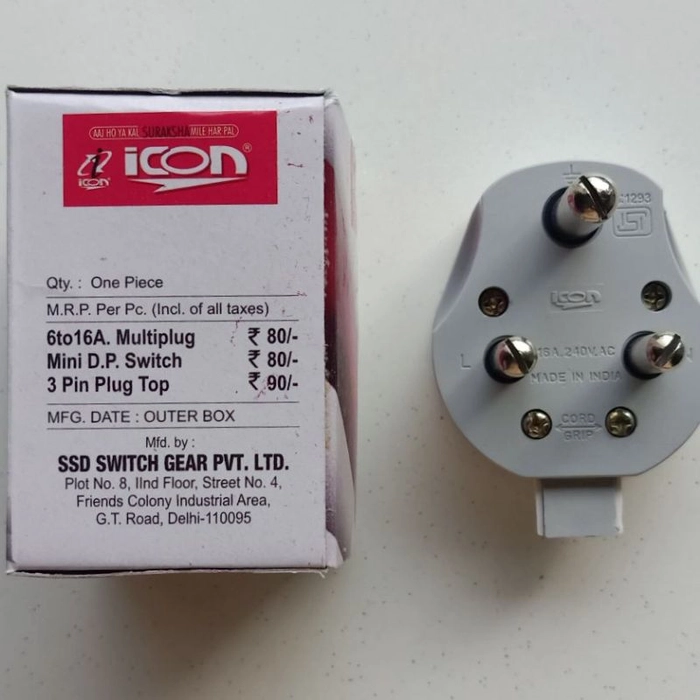 AAJ HO YA KAL SURAKSHA MILE HAR PAL
i
icon
icon®
Qty. : One Piece
M.R.P. Per Pc. (Incl. of all taxes)
6to16A. Multiplug ₹ 80/-
Mini D.P. Switch ₹ 80/-
3 Pin Plug Top ₹ 90/-
MFG. DATE : OUTER BOX
Mfd. by :
SSD SWITCH GEAR PVT. LTD.
Plot No. 8, IInd Floor, Street No. 4,
Friends Colony Industrial Area,
G.T. Road, Delhi-110095
1293
ISI
icon
L 16A, 240V, AC
MADE IN INDIA
CORD
GRIP